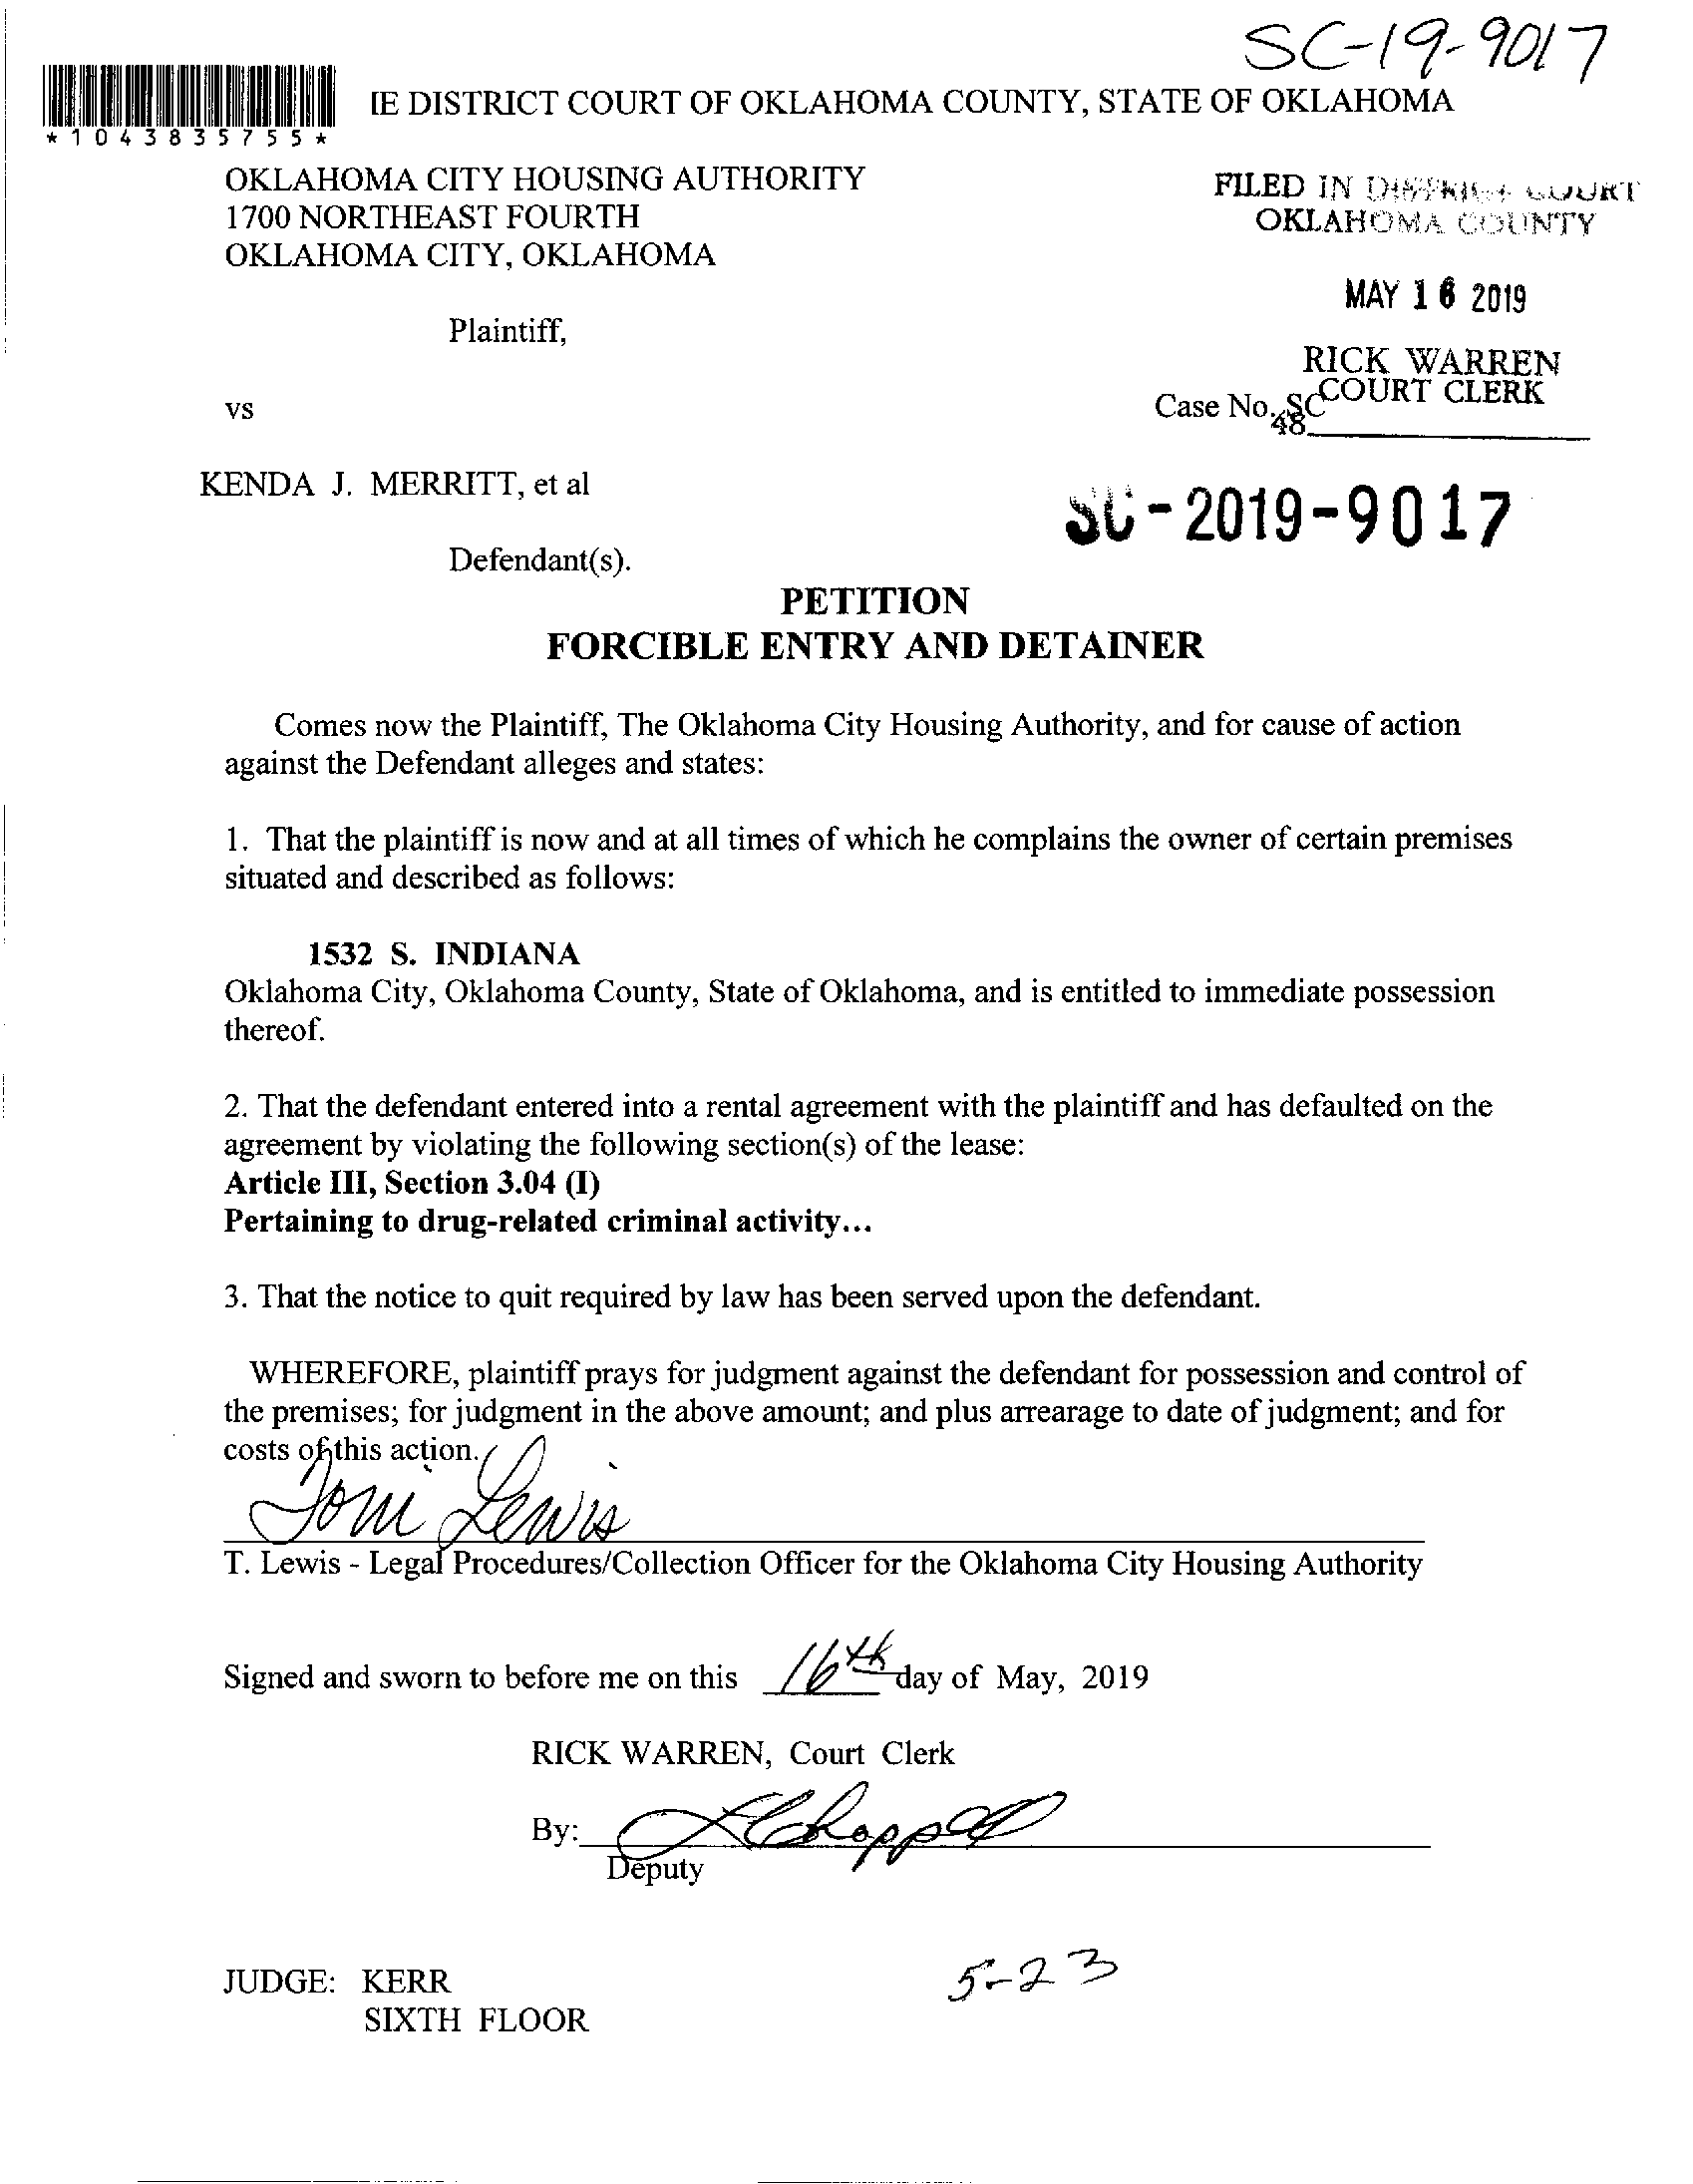 SC-19-9017
IE DISTRICT COURT OF OKLAHOMA COUNTY, STATE OF OKLAHOMA
*1043835755*
OKLAHOMA CITY HOUSING AUTHORITY
1700 NORTHEAST FOURTH
OKLAHOMA CITY, OKLAHOMA
FILED IN DISTRICT COURT
OKLAHOMA COUNTY
MAY 16 2019
Plaintiff,
RICK WARREN
COURT CLERK
vs
Case No. SC
48
KENDA J. MERRITT, et al
SC-2019-9017
Defendant(s).
PETITION
FORCIBLE ENTRY AND DETAINER
Comes now the Plaintiff, The Oklahoma City Housing Authority, and for cause of action
against the Defendant alleges and states:
1. That the plaintiff is now and at all times of which he complains the owner of certain premises
situated and described as follows:
1532 S. INDIANA
Oklahoma City, Oklahoma County, State of Oklahoma, and is entitled to immediate possession
thereof.
2. That the defendant entered into a rental agreement with the plaintiff and has defaulted on the
agreement by violating the following section(s) of the lease:
Article III, Section 3.04 (I)
Pertaining to drug-related criminal activity...
3. That the notice to quit required by law has been served upon the defendant.
WHEREFORE, plaintiff prays for judgment against the defendant for possession and control of
the premises; for judgment in the above amount; and plus arrearage to date of judgment; and for
costs of this action.
Toni Lewis
T. Lewis - Legal Procedures/Collection Officer for the Oklahoma City Housing Authority
Signed and sworn to before me on this 16th day of May, 2019
RICK WARREN, Court Clerk
By:
Deputy
JUDGE: KERR
SIXTH FLOOR
5-23